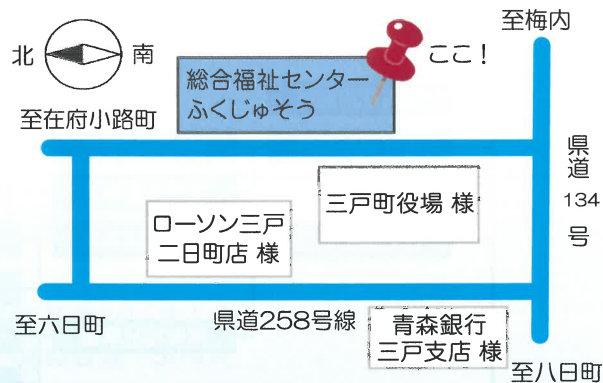 至梅内
北
南
ここ！
総合福祉センター
ふくじゅそう
至在府小路町
県道
134
号
三戸町役場 様
ローソン三戸
二日町店 様
至六日町
県道258号線
青森銀行
三戸支店 様
至八日町